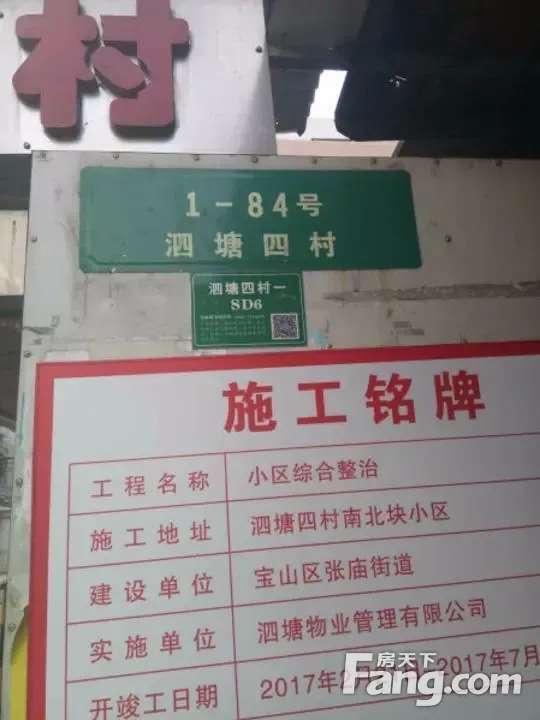 村
1-84号
泗塘四村
泗塘四村一
SD6
施工铭牌
工程名称 小区综合整治
施工地址 泗塘四村南北块小区
建设单位 宝山区张庙街道
实施单位 泗塘物业管理有限公司
开竣工日期 2017年2月 2017年7月
房天下
Fang.com